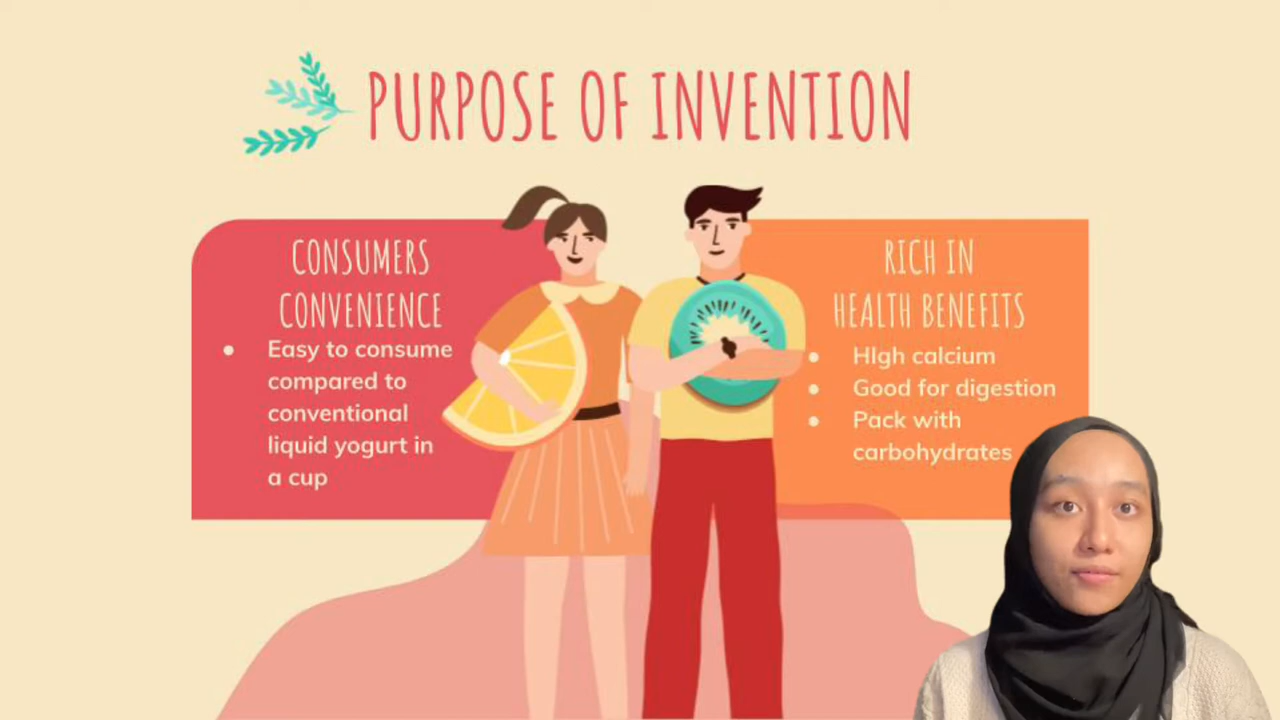 PURPOSE OF INVENTION
CONSUMERS
CONVENIENCE
Easy to consume
compared to
conventional
liquid yogurt in
a cup
RICH IN
HEALTH BENEFITS
HIgh calcium
Good for digestion
Pack with
carbohydrates